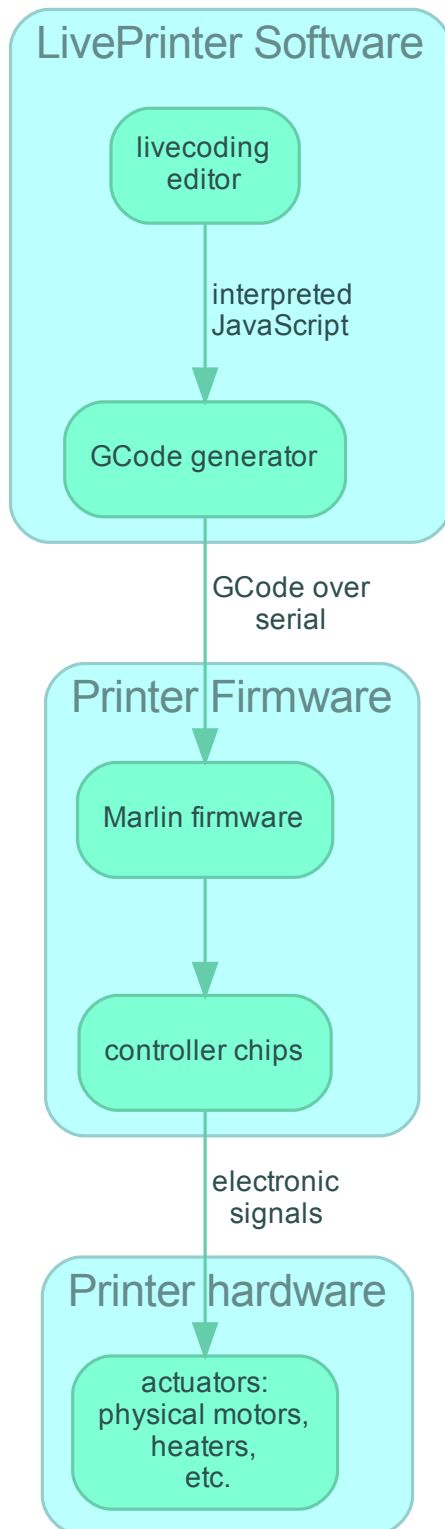 LivePrinter Software
livecoding
editor
interpreted
JavaScript
GCode generator
GCode over
serial
Printer Firmware
Marlin firmware
controller chips
electronic
signals
Printer hardware
actuators:
physical motors,
heaters,
etc.